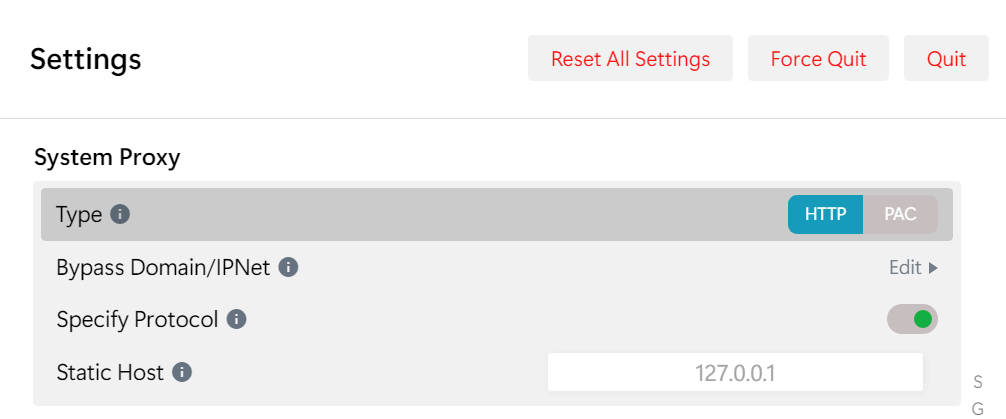 Settings
Reset All Settings
Force Quit
Quit
System Proxy
Type
HTTP
PAC
Bypass Domain/IPNet
Edit
Specify Protocol
Static Host
127.0.0.1
S
G